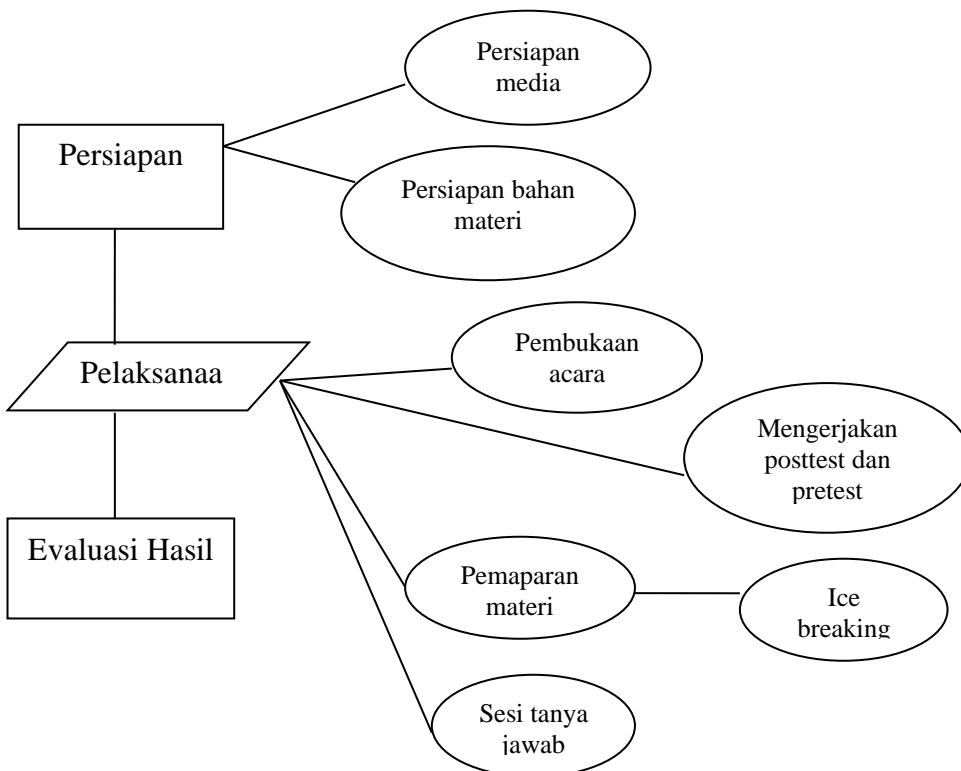 Persiapan
media
Persiapan
Persiapan bahan
materi
Pembukaan
acara
Pelaksanaa
Mengerjakan
posttest dan
pretest
Evaluasi Hasil
Pemaparan
materi
Ice
breaking
Sesi tanya
jawab